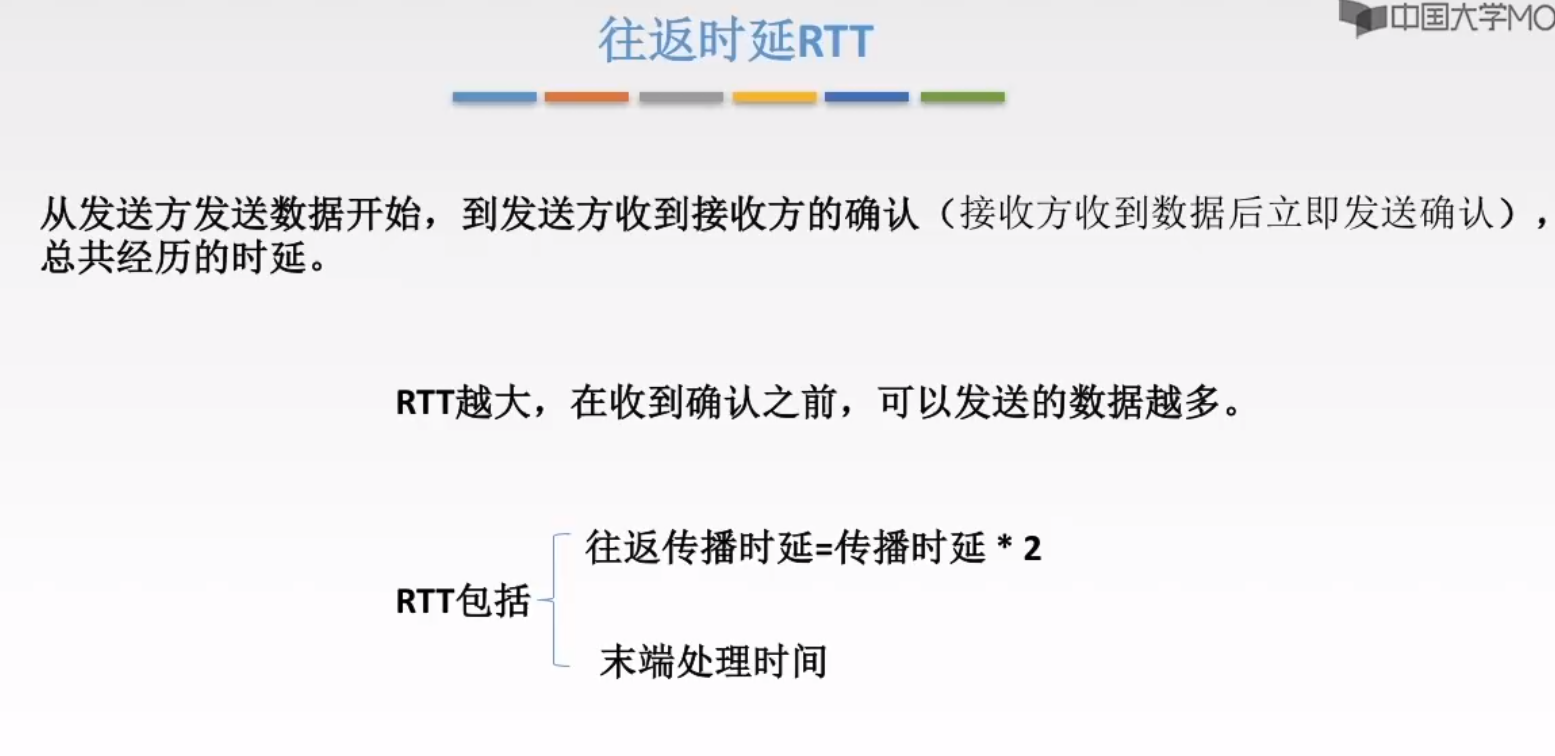 中国大学MO
往返时延RTT
从发送方发送数据开始，到发送方收到接收方的确认（接收方收到数据后立即发送确认），
总共经历的时延。
RTT越大，在收到确认之前，可以发送的数据越多。
往返传播时延=传播时延 * 2
RTT包括
末端处理时间